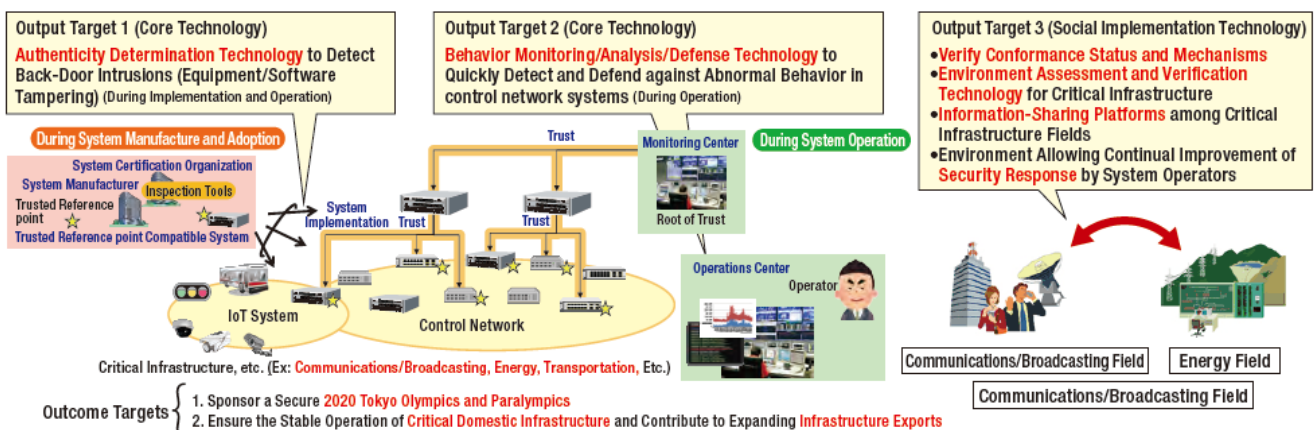 Output Target 1 (Core Technology)
Authenticity Determination Technology to Detect
Back-Door Intrusions (Equipment/Software
Tampering) (During Implementation and Operation)
Output Target 2 (Core Technology)
Behavior Monitoring/Analysis/Defense Technology to
Quickly Detect and Defend against Abnormal Behavior in
control network systems (During Operation)
Output Target 3 (Social Implementation Technology)
•Verify Conformance Status and Mechanisms
•Environment Assessment and Verification
Technology for Critical Infrastructure
•Information-Sharing Platforms among Critical
Infrastructure Fields
•Environment Allowing Continual Improvement of
Security Response by System Operators
During System Manufacture and Adoption
System Certification Organization
System Manufacturer
Inspection Tools
Trusted Reference
point
Trusted Reference point Compatible System
System
Implementation
Trust
Trust
Trust
Monitoring Center
Root of Trust
During System Operation
Operations Center
Operator
IoT System
Control Network
Critical Infrastructure, etc. (Ex: Communications/Broadcasting, Energy, Transportation, Etc.)
Communications/Broadcasting Field
Energy Field
Communications/Broadcasting Field
Outcome Targets
1. Sponsor a Secure 2020 Tokyo Olympics and Paralympics
2. Ensure the Stable Operation of Critical Domestic Infrastructure and Contribute to Expanding Infrastructure Exports